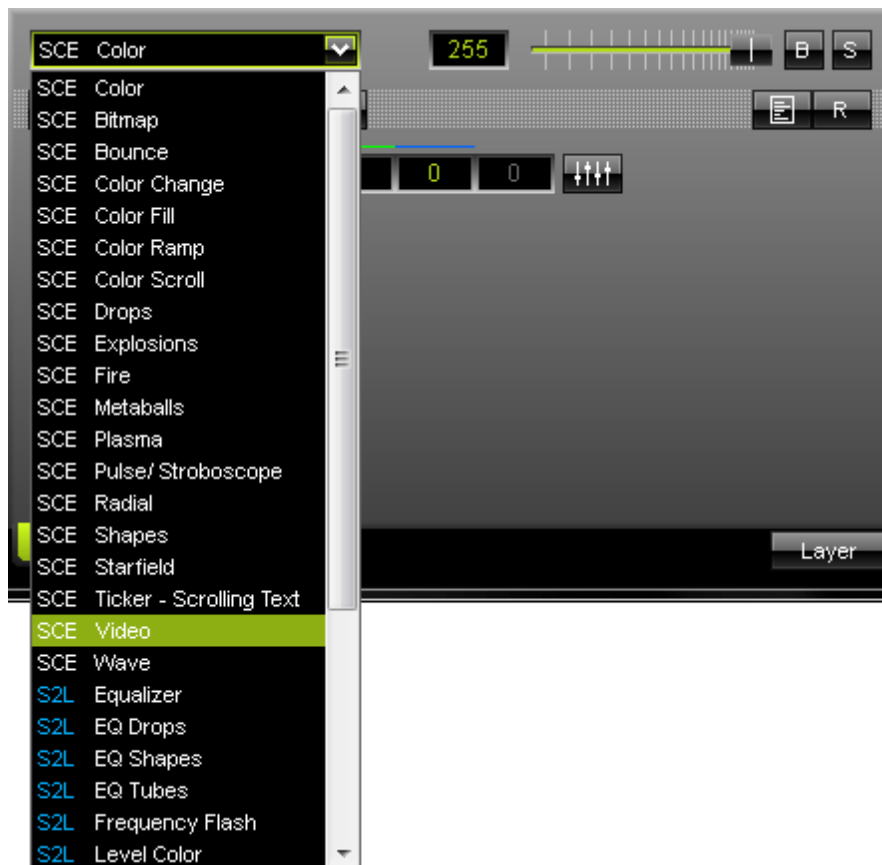 SCE Color
255
B
S
SCE Color
R
SCE Bitmap
SCE Bounce
0
0
SCE Color Change
SCE Color Fill
SCE Color Ramp
SCE Color Scroll
SCE Drops
SCE Explosions
SCE Fire
SCE Metaballs
SCE Plasma
SCE Pulse/ Stroboscope
SCE Radial
SCE Shapes
Layer
SCE Starfield
SCE Ticker - Scrolling Text
SCE Video
SCE Wave
S2L Equalizer
S2L EQ Drops
S2L EQ Shapes
S2L EQ Tubes
S2L Frequency Flash
S2L Level Color